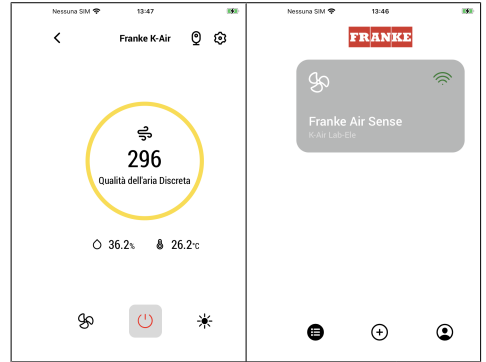 Nessuna SIM 13:47
Franke K-Air
296
Qualità dell'aria Discreta
36.2% 26.2°C
Nessuna SIM 13:46
FRANKE
Franke Air Sense
K-Air Lab-Ele